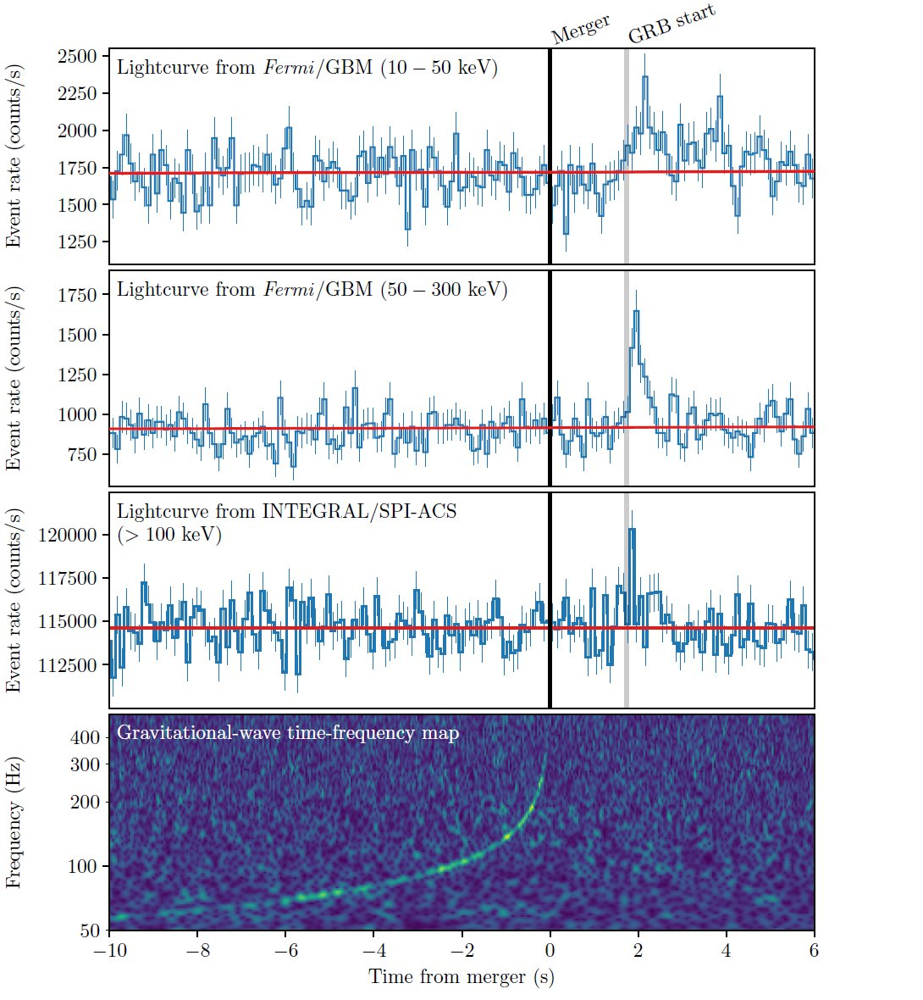 Merger
GRB start
Lightcurve from Fermi/GBM (10 – 50 keV)
Event rate (counts/s)
2500
2250
2000
1750
1500
1250
Lightcurve from Fermi/GBM (50 – 300 keV)
Event rate (counts/s)
1750
1500
1250
1000
750
Lightcurve from INTEGRAL/SPI-ACS
(> 100 keV)
Event rate (counts/s)
120000
117500
115000
112500
Gravitational-wave time-frequency map
Frequency (Hz)
400
300
200
100
50
−10 −8 −6 −4 −2 0 2 4 6
Time from merger (s)